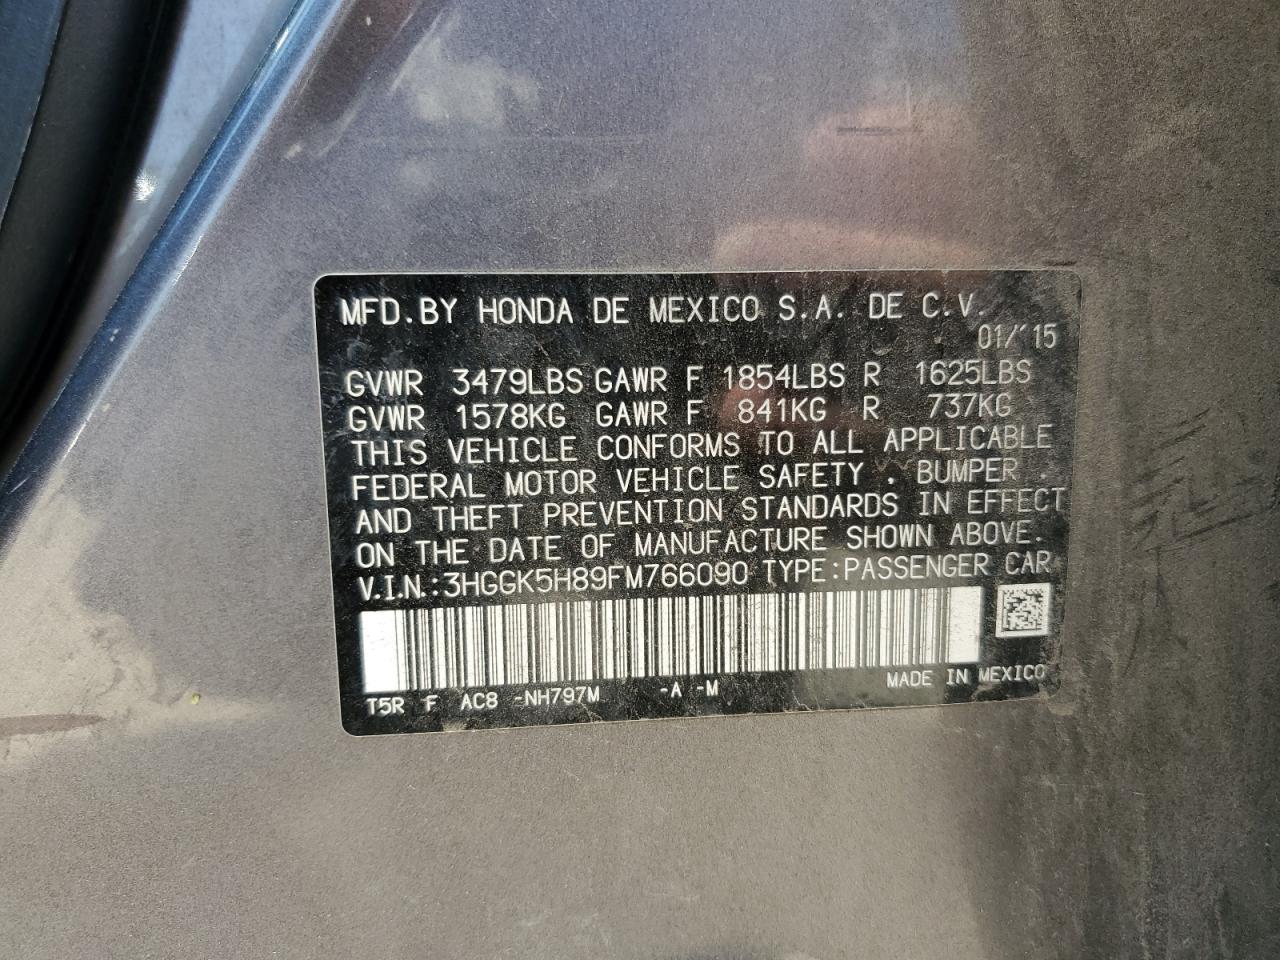 MFD.BY HONDA DE MEXICO S.A. DE C.V.
01/'15
GVWR 3479LBS GAWR F 1854LBS R 1625LBS
GVWR 1578KG GAWR F 841KG R 737KG
THIS VEHICLE CONFORMS TO ALL APPLICABLE
FEDERAL MOTOR VEHICLE SAFETY . BUMPER .
AND THEFT PREVENTION STANDARDS IN EFFECT
ON THE DATE OF MANUFACTURE SHOWN ABOVE.
V.I.N.:3HGGK5H89FM766090 TYPE:PASSENGER CAR
MADE IN MEXICO
T5R F AC8 -NH797M -A -M